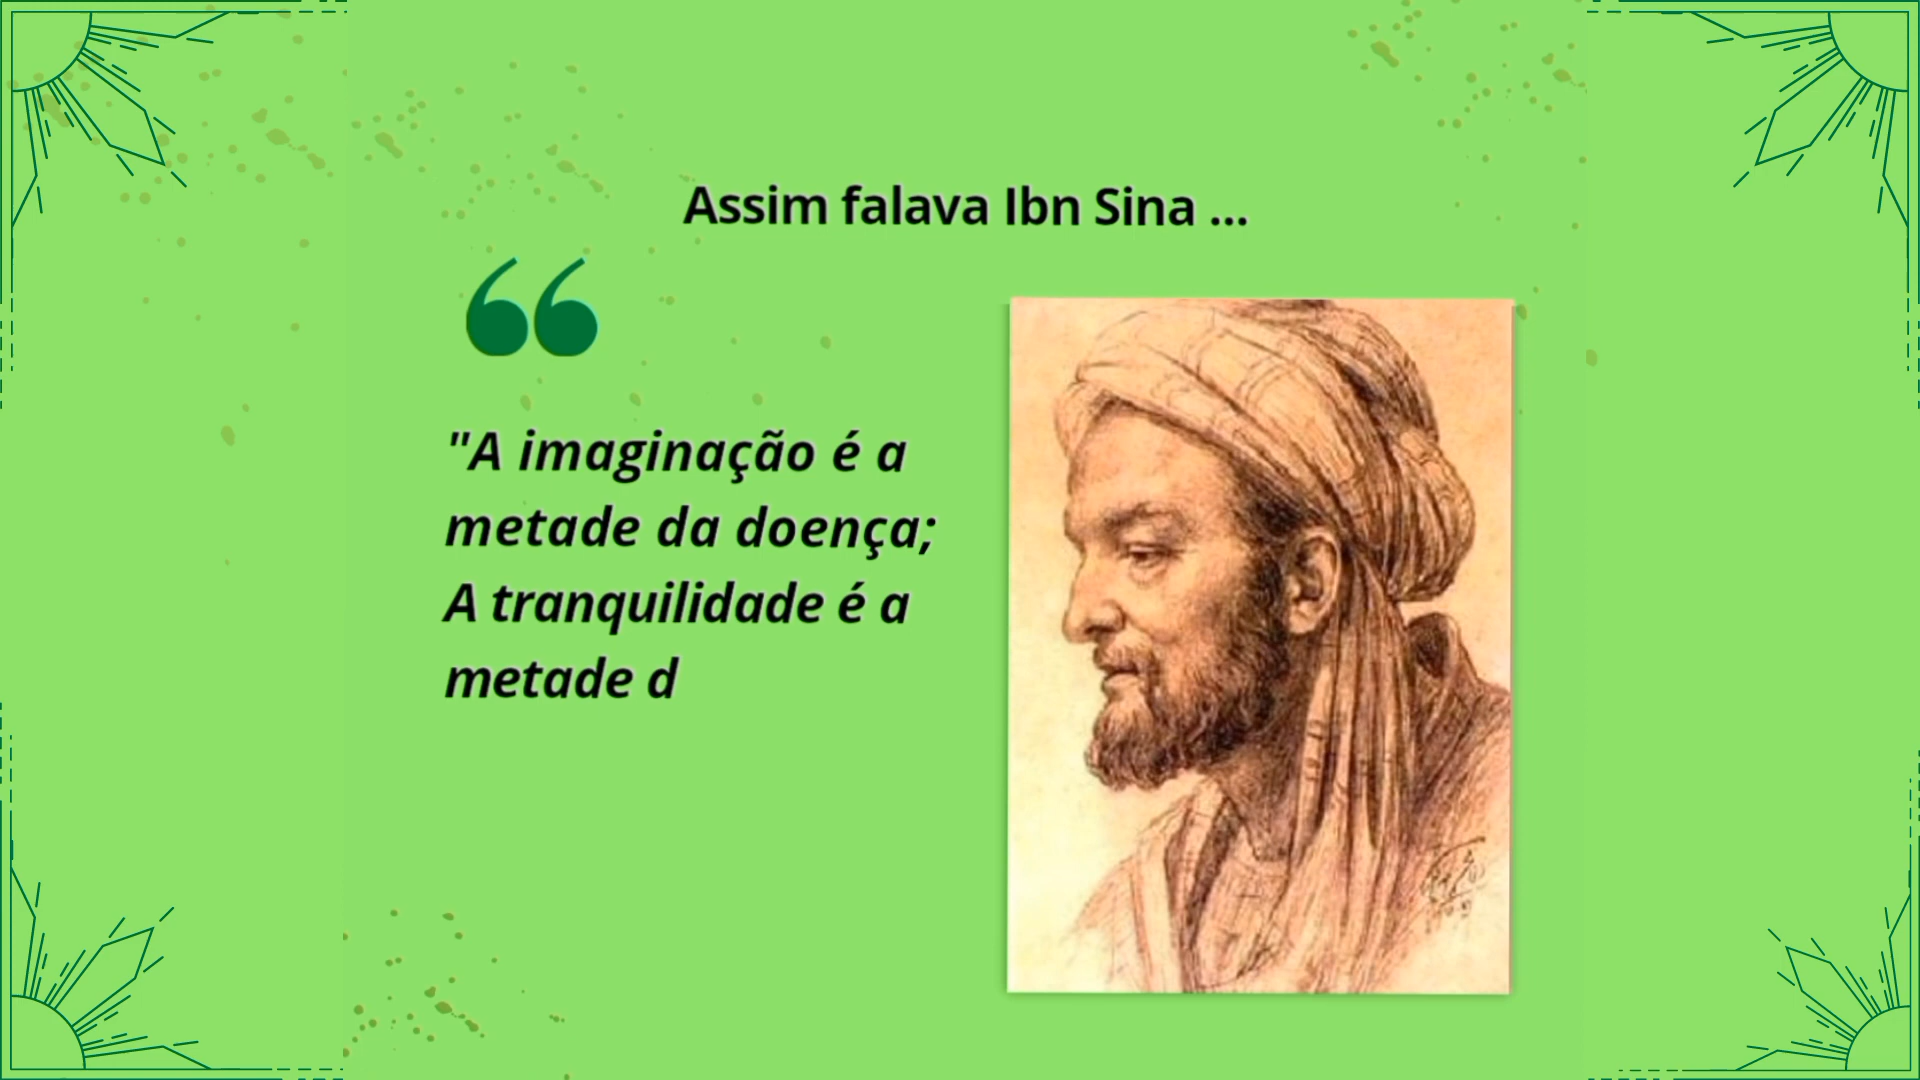 Assim falava Ibn Sina ...
"A imaginação é a
metade da doença;
A tranquilidade é a
metade d